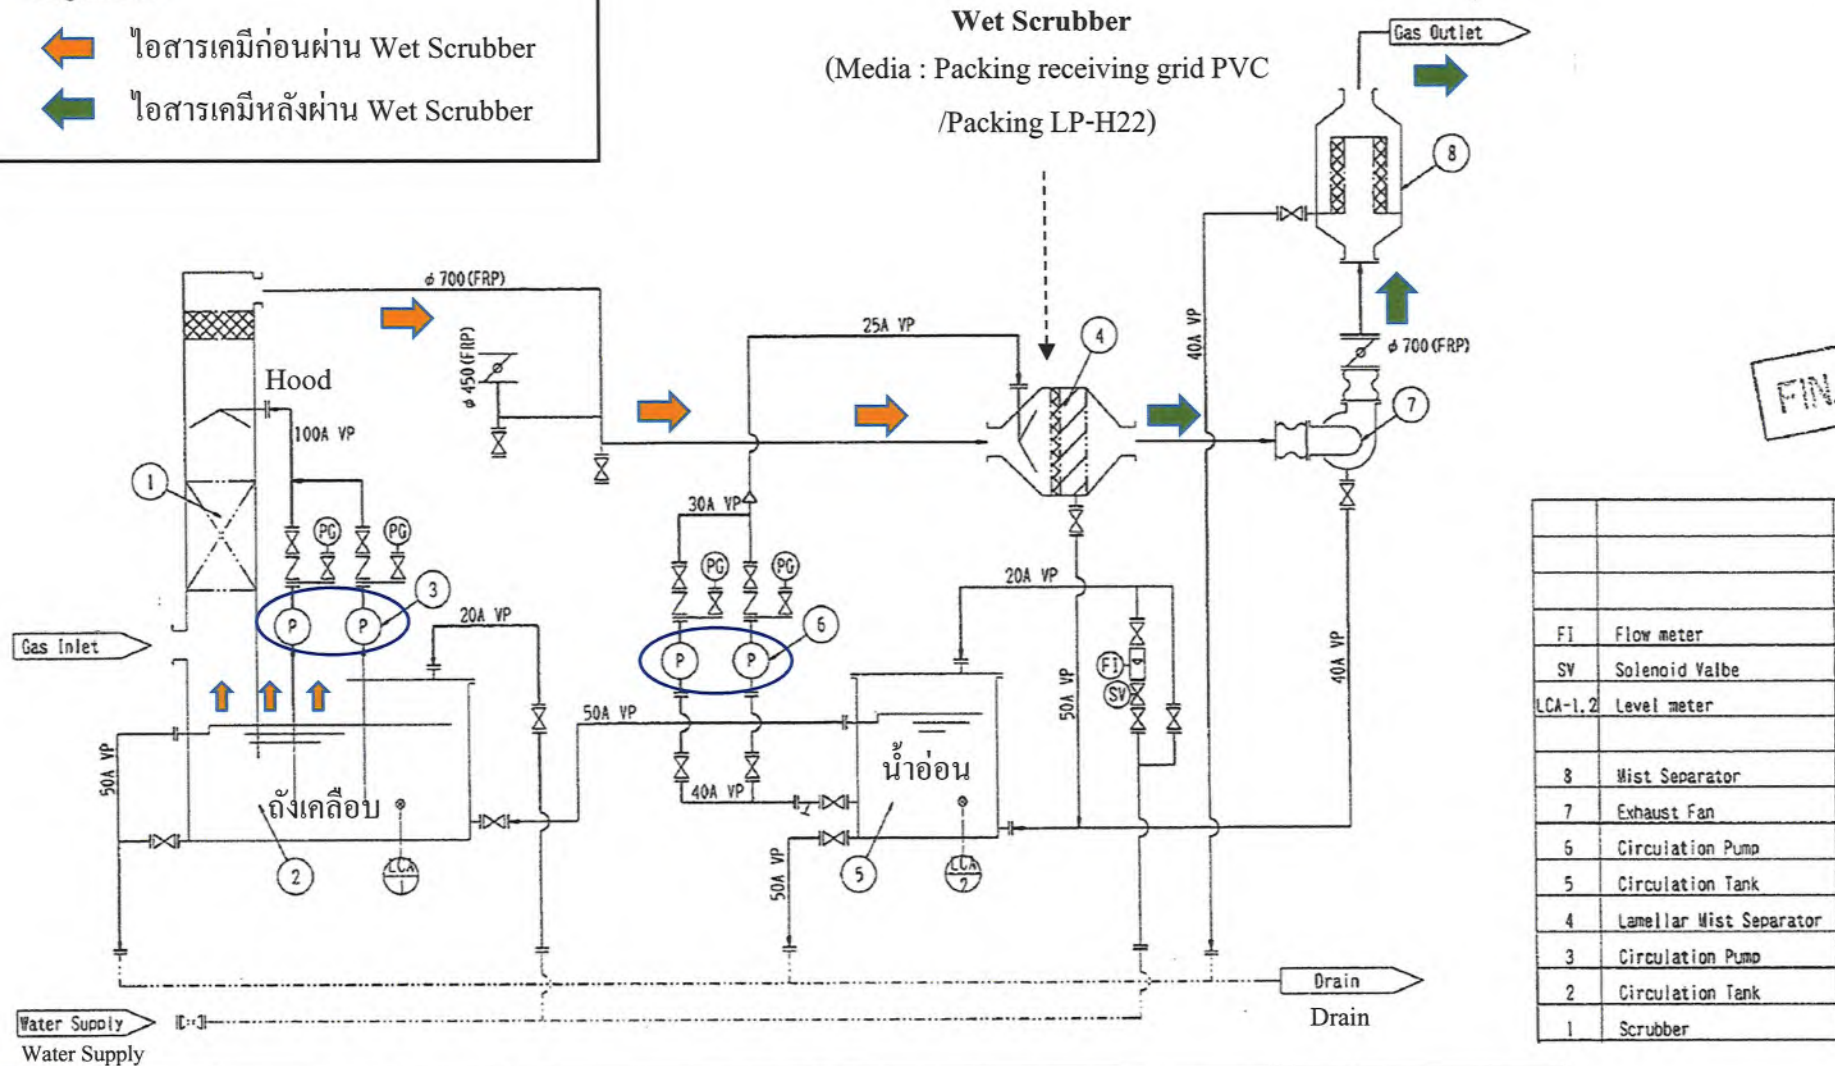 ไอสารเคมีก่อนผ่าน Wet Scrubber
ไอสารเคมีหลังผ่าน Wet Scrubber
Wet Scrubber
(Media : Packing receiving grid PVC
/Packing LP-H22)
Gas Outlet
8
φ 700(FRP)
25A VP
4
40A VP
φ 700(FRP)
φ 450(FRP)
Hood
7
100A VP
1
30A VP
PG
PG
PG
PG
3
20A VP
6
20A VP
P
P
P
P
Gas Inlet
FI
SV
50A VP
50A VP
50A VP
40A VP
น้ำอ่อน
40A VP
ถังเคลือบ
2
LCA
1
50A VP
5
LCA
2
Drain
Drain
Water Supply
Water Supply
FI Flow meter
SV Solenoid Valbe
LCA-1.2 Level meter
8 Mist Separator
7 Exhaust Fan
6 Circulation Pump
5 Circulation Tank
4 Lamellar Mist Separator
3 Circulation Pump
2 Circulation Tank
1 Scrubber